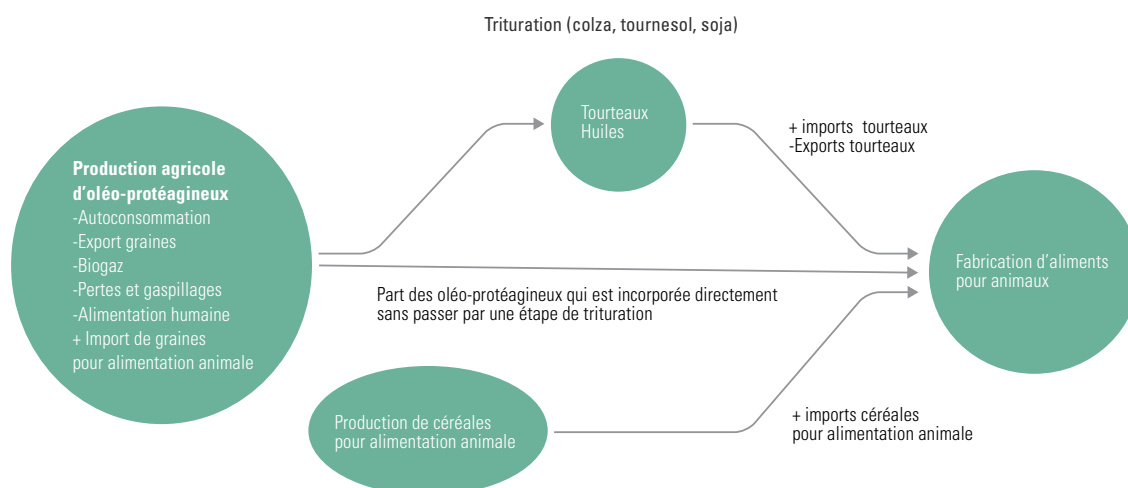 Trituration (colza, tournesol, soja)
Tourteaux
Huiles
+ imports tourteaux
-Exports tourteaux
Production agricole
d'oléo-protéagineux
-Autoconsommation
-Export graines
-Biogaz
-Pertes et gaspillages
-Alimentation humaine
+ Import de graines
pour alimentation animale
Fabrication d'aliments
pour animaux
Part des oléo-protéagineux qui est incorporée directement
sans passer par une étape de trituration
Production de céréales
pour alimentation animale
+ imports céréales
pour alimentation animale